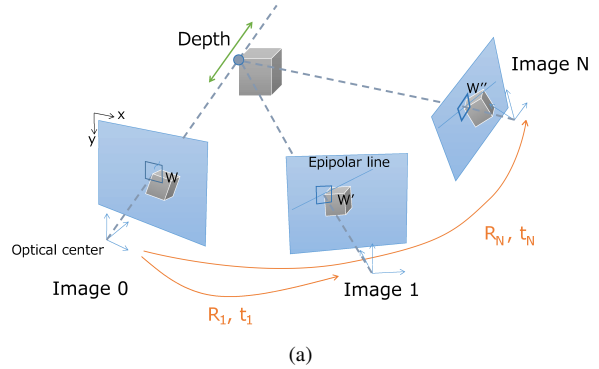 Depth
Image N
W''
x
y
W
Epipolar line
W'
Optical center
R_N, t_N
Image 0
Image 1
R_1, t_1
(a)